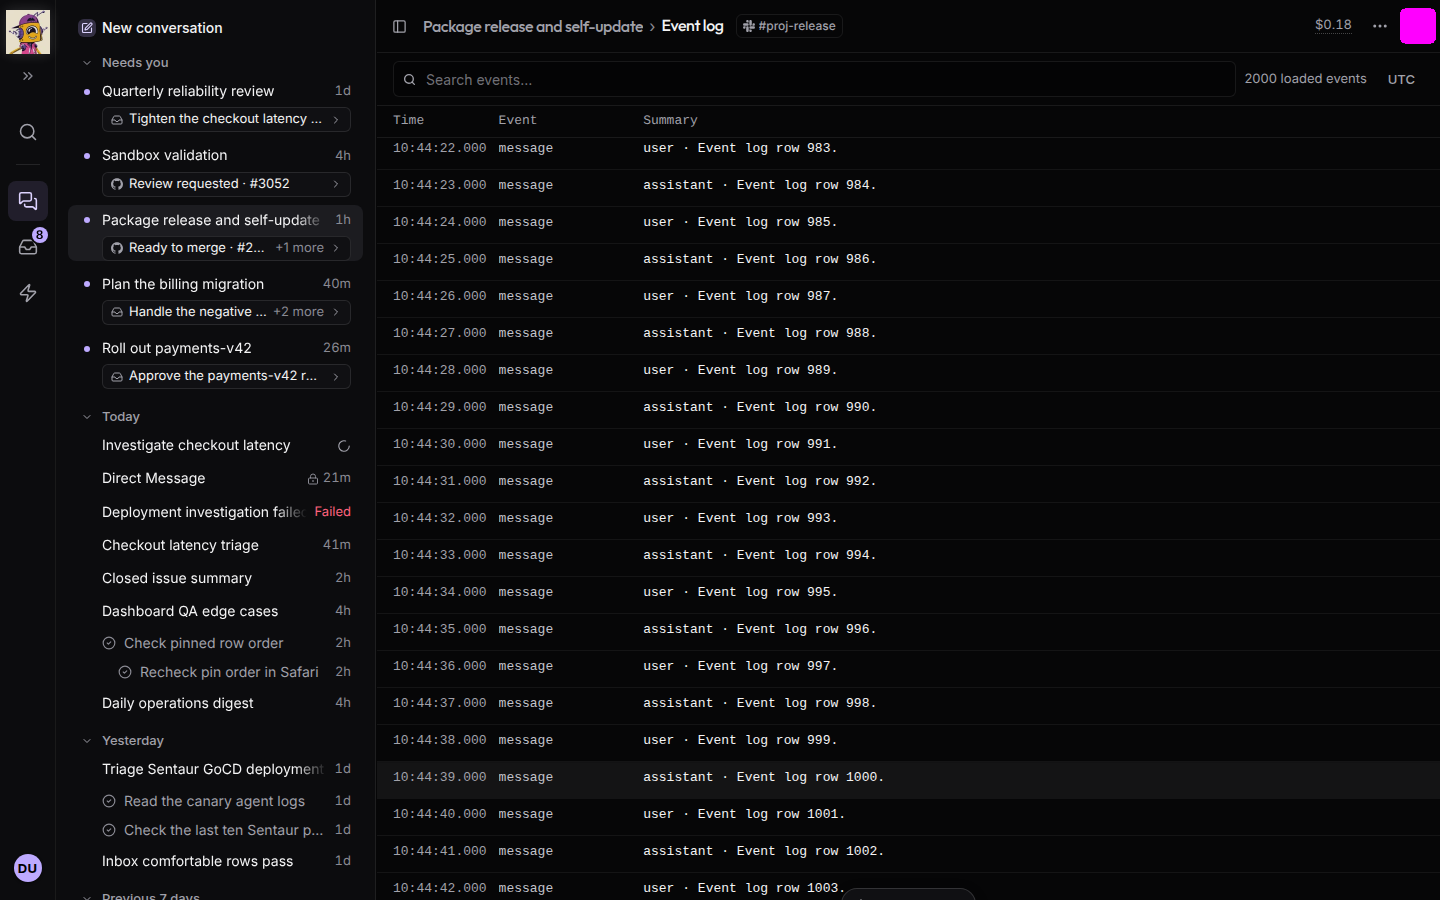 New conversation
Needs you
Quarterly reliability review 1d
Tighten the checkout latency ...
Sandbox validation 4h
Review requested · #3052
Package release and self-update 1h
Ready to merge · #2... +1 more
Plan the billing migration 40m
Handle the negative ... +2 more
Roll out payments-v42 26m
Approve the payments-v42 r...
Today
Investigate checkout latency
Direct Message 21m
Deployment investigation failed Failed
Checkout latency triage 41m
Closed issue summary 2h
Dashboard QA edge cases 4h
Check pinned row order 2h
Recheck pin order in Safari 2h
Daily operations digest 4h
Yesterday
Triage Sentaur GoCD deployment 1d
Read the canary agent logs 1d
Check the last ten Sentaur p... 1d
Inbox comfortable rows pass 1d
Previous 7 days
8
DU
Package release and self-update › Event log #proj-release $0.18
Search events... 2000 loaded events UTC
Time Event Summary
10:44:22.000 message user · Event log row 983.
10:44:23.000 message assistant · Event log row 984.
10:44:24.000 message user · Event log row 985.
10:44:25.000 message assistant · Event log row 986.
10:44:26.000 message user · Event log row 987.
10:44:27.000 message assistant · Event log row 988.
10:44:28.000 message user · Event log row 989.
10:44:29.000 message assistant · Event log row 990.
10:44:30.000 message user · Event log row 991.
10:44:31.000 message assistant · Event log row 992.
10:44:32.000 message user · Event log row 993.
10:44:33.000 message assistant · Event log row 994.
10:44:34.000 message user · Event log row 995.
10:44:35.000 message assistant · Event log row 996.
10:44:36.000 message user · Event log row 997.
10:44:37.000 message assistant · Event log row 998.
10:44:38.000 message user · Event log row 999.
10:44:39.000 message assistant · Event log row 1000.
10:44:40.000 message user · Event log row 1001.
10:44:41.000 message assistant · Event log row 1002.
10:44:42.000 message user · Event log row 1003.